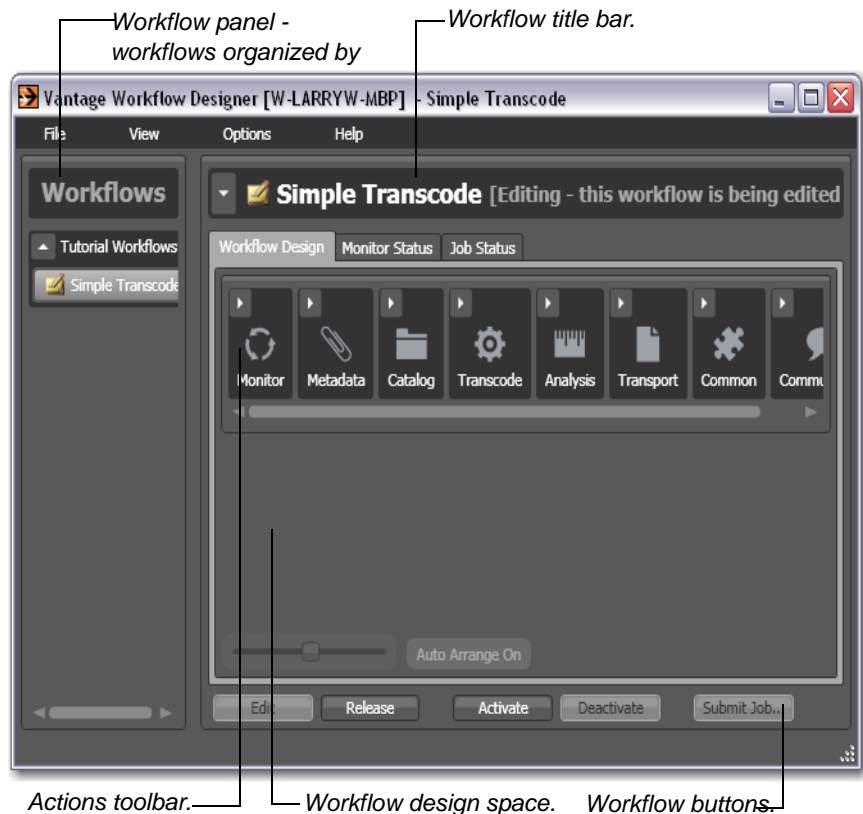 Workflow panel -
workflows organized by
Workflow title bar.
Vantage Workflow Designer [W-LARRYW-MBP] - Simple Transcode
File View Options Help
Workflows
Simple Transcode [Editing - this workflow is being edited
Tutorial Workflows
Simple Transcode
Workflow Design Monitor Status Job Status
Monitor Metadata Catalog Transcode Analysis Transport Common Commu
Auto Arrange On
Edit Release Activate Deactivate Submit Job...
Actions toolbar. Workflow design space. Workflow buttons.